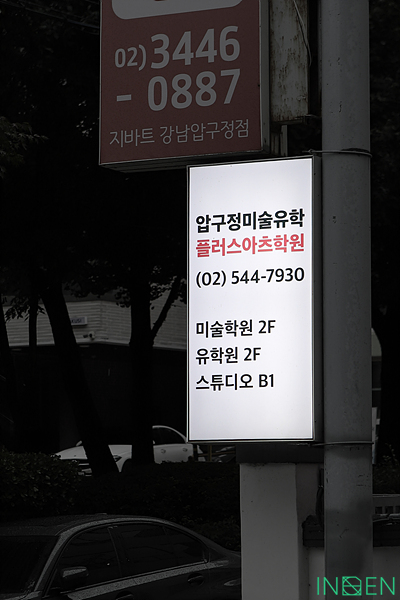 02) 3446
- 0887
지바트 강남압구정점
압구정미술유학
플러스아츠학원
(02) 544-7930
미술학원 2F
유학원 2F
스튜디오 B1